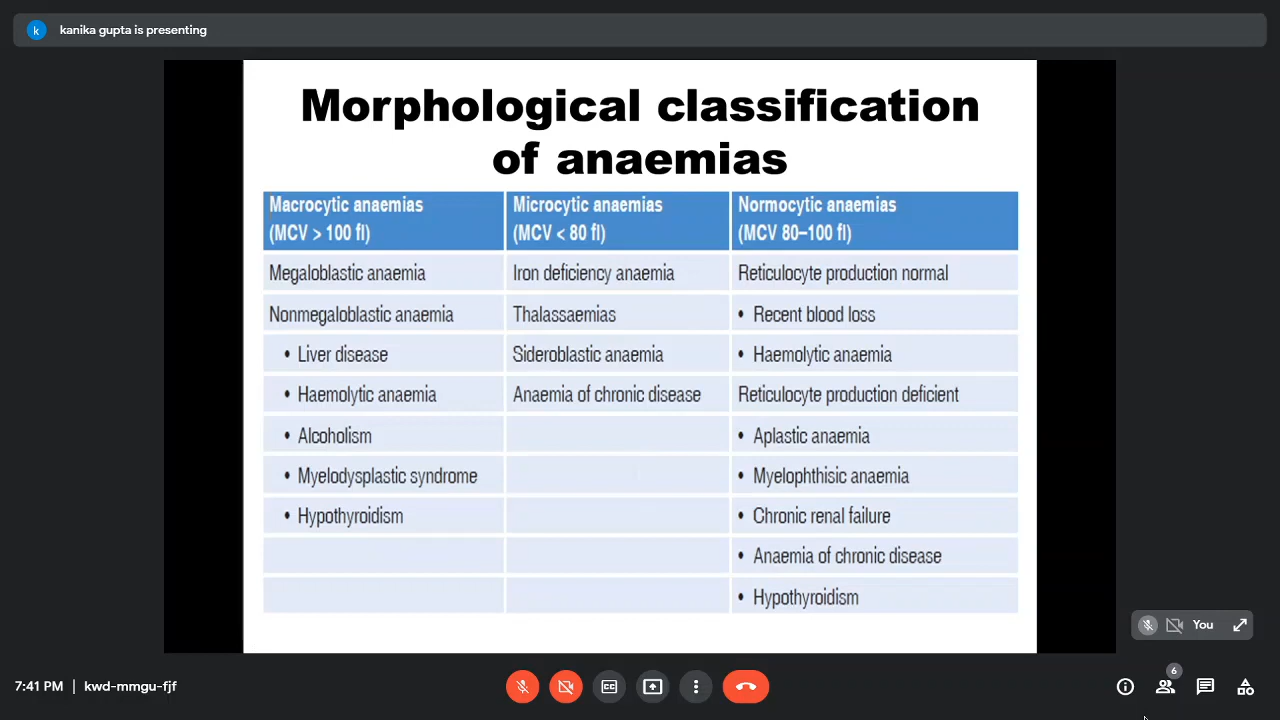 k
kanika gupta is presenting
Morphological classification
of anaemias
Macrocytic anaemias
(MCV > 100 fl)
Microcytic anaemias
(MCV < 80 fl)
Normocytic anaemias
(MCV 80–100 fl)
Megaloblastic anaemia
Iron deficiency anaemia
Reticulocyte production normal
Nonmegaloblastic anaemia
Thalassaemias
• Recent blood loss
• Liver disease
Sideroblastic anaemia
• Haemolytic anaemia
• Haemolytic anaemia
Anaemia of chronic disease
Reticulocyte production deficient
• Alcoholism
• Aplastic anaemia
• Myelodysplastic syndrome
• Myelophthisic anaemia
• Hypothyroidism
• Chronic renal failure
• Anaemia of chronic disease
• Hypothyroidism
You
7:41 PM | kwd-mmgu-fjf
CC
6